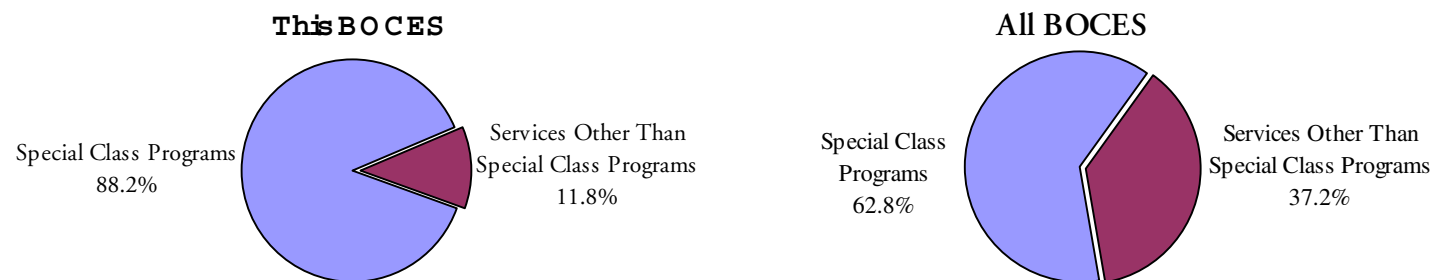 This BOCES
Special Class Programs
88.2%
Services Other Than
Special Class Programs
11.8%
All BOCES
Special Class
Programs
62.8%
Services Other Than
Special Class Programs
37.2%